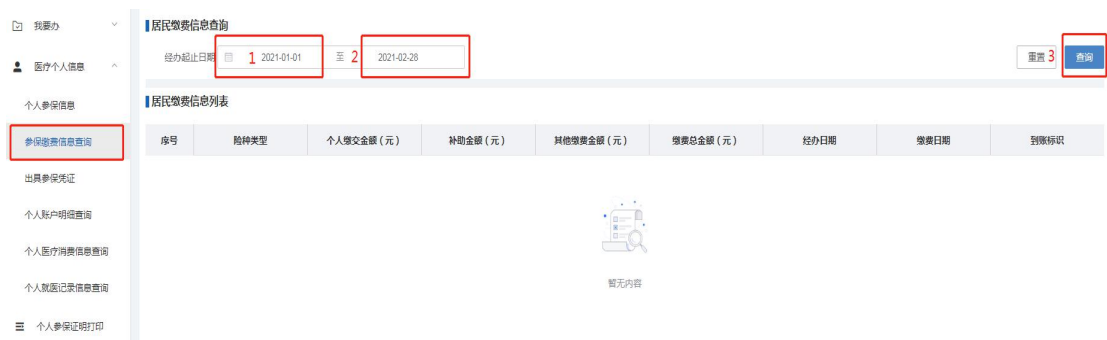 我要办
医疗个人信息
个人参保信息
参保缴费信息查询
出具参保凭证
个人账户明细查询
个人医疗消费信息查询
个人就医记录信息查询
个人参保证明打印
居民缴费信息查询
经办起止日期 1 2021-01-01 至 2 2021-02-28 重置 3 查询
居民缴费信息列表
序号 险种类型 个人缴交金额（元） 补助金额（元） 其他缴费金额（元） 缴费总金额（元） 经办日期 缴费日期 到账标识
暂无内容